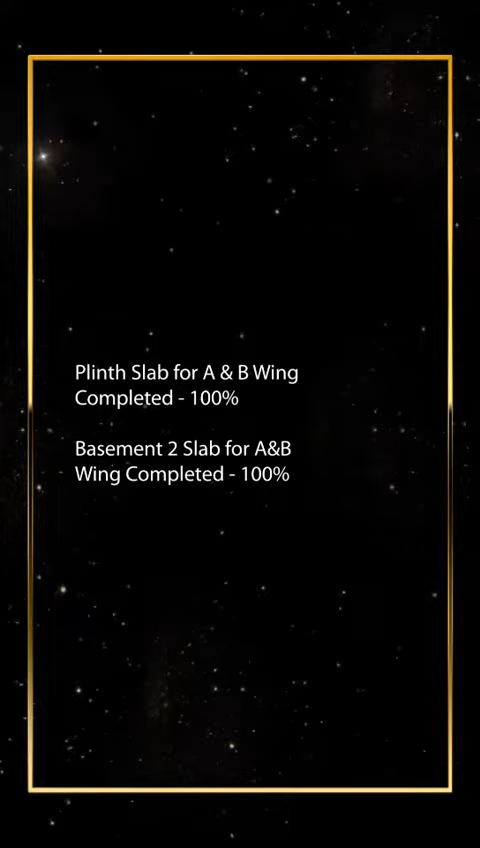 Plinth Slab for A & B Wing
Completed - 100%
Basement 2 Slab for A&B
Wing Completed - 100%